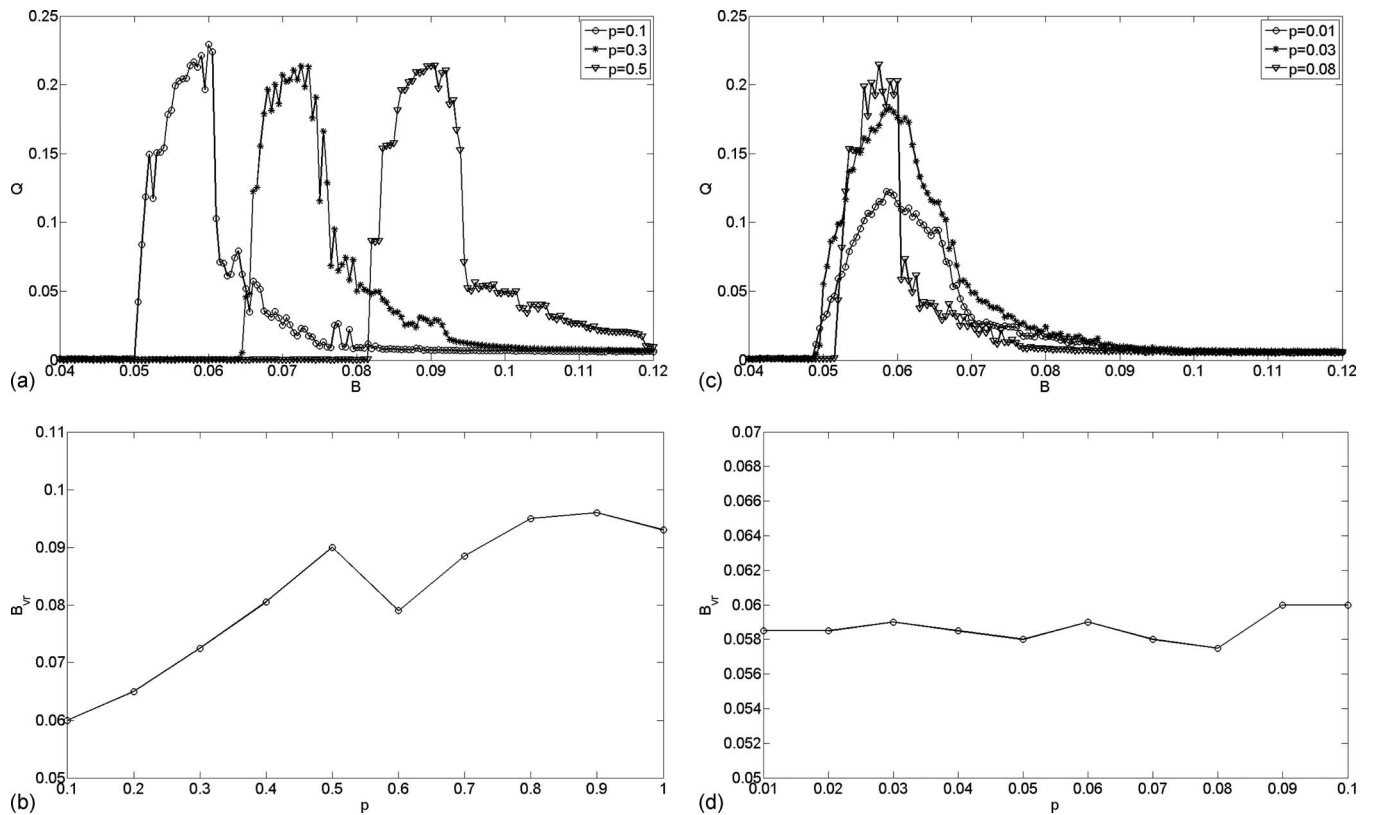 p=0.1
p=0.3
p=0.5
0.25
0.2
0.15
0.1
0.05
0
Q
0.04 0.05 0.06 0.07 0.08 0.09 0.1 0.11 0.12
B
(a)
p=0.01
p=0.03
p=0.08
0.25
0.2
0.15
0.1
0.05
0
Q
0.04 0.05 0.06 0.07 0.08 0.09 0.1 0.11 0.12
B
(c)
0.11
0.1
0.09
0.08
0.07
0.06
0.05
Bvr
0.1 0.2 0.3 0.4 0.5 0.6 0.7 0.8 0.9 1
p
(b)
0.07
0.068
0.066
0.064
0.062
0.06
0.058
0.056
0.054
0.052
0.05
Bvr
0.01 0.02 0.03 0.04 0.05 0.06 0.07 0.08 0.09 0.1
p
(d)